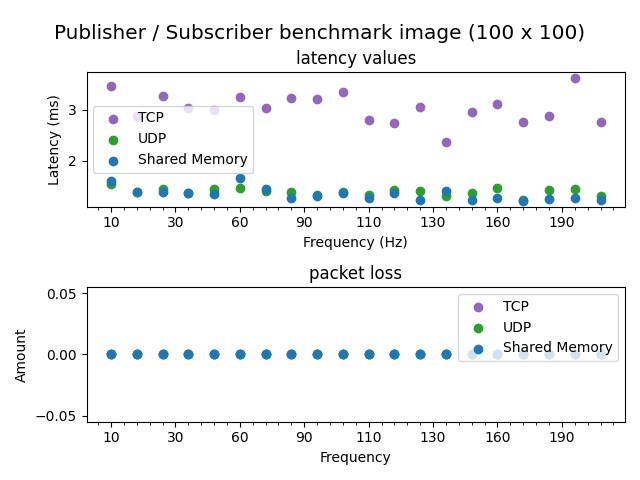 Publisher / Subscriber benchmark image (100 x 100)
latency values
Latency (ms)
3
2
TCP
UDP
Shared Memory
10 30 60 90 110 130 160 190
Frequency (Hz)
packet loss
Amount
0.05
0.00
−0.05
TCP
UDP
Shared Memory
10 30 60 90 110 130 160 190
Frequency